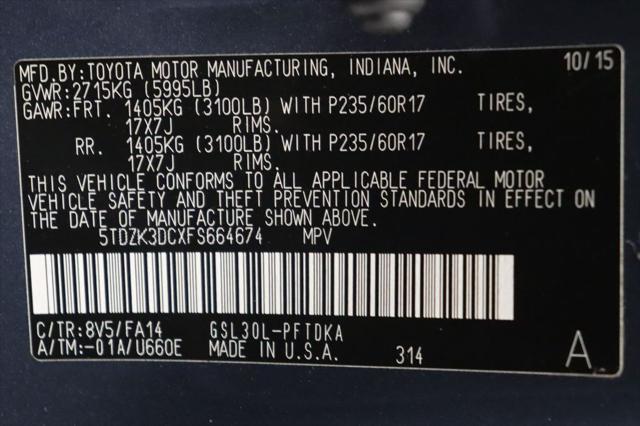 MFD.BY:TOYOTA MOTOR MANUFACTURING, INDIANA, INC. 10/15
GVWR:2715KG (5995LB)
GAWR:FRT. 1405KG (3100LB) WITH P235/60R17 TIRES,
17X7J RIMS.
RR. 1405KG (3100LB) WITH P235/60R17 TIRES,
17X7J RIMS.
THIS VEHICLE CONFORMS TO ALL APPLICABLE FEDERAL MOTOR
VEHICLE SAFETY AND THEFT PREVENTION STANDARDS IN EFFECT ON
THE DATE OF MANUFACTURE SHOWN ABOVE.
5TDZK3DCXFS664674 MPV
C/TR:8V5/FA14 GSL30L-PFTDKA
A/TM:-01A/U660E MADE IN U.S.A. 314 A